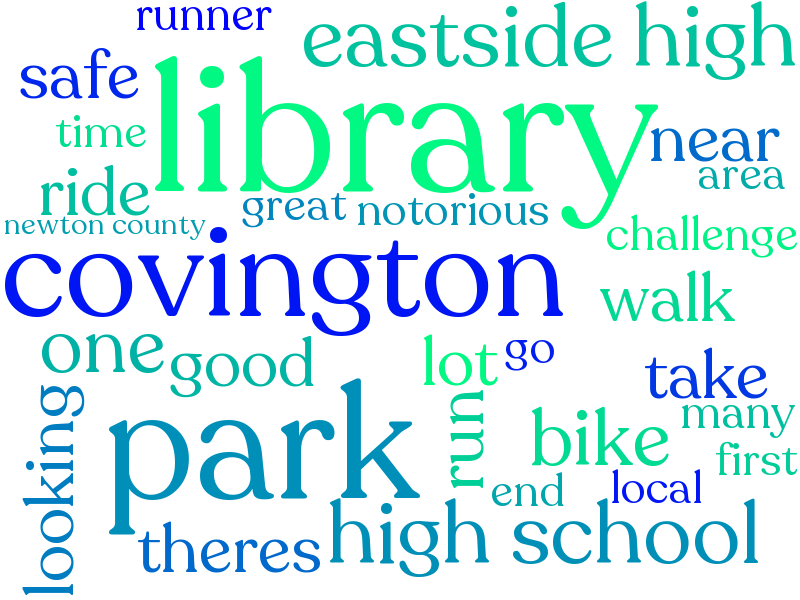 runner
eastside high
safe
library
time
near
area
ride
great
notorious
newton county
challenge
covington
walk
one
good
lot
go
take
looking
park
run
bike
many
first
end
local
theres
high school